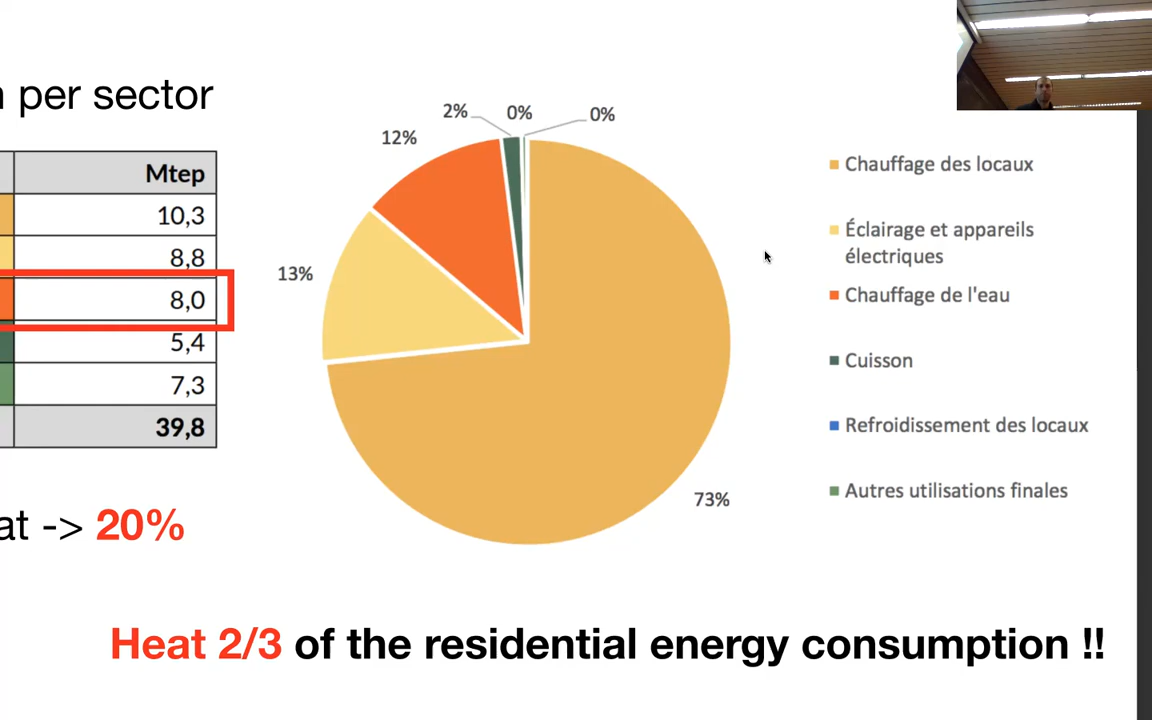 n per sector
Mtep
10,3
8,8
8,0
5,4
7,3
39,8
2%
0%
0%
12%
13%
73%
Chauffage des locaux
Éclairage et appareils
électriques
Chauffage de l'eau
Cuisson
Refroidissement des locaux
Autres utilisations finales
at -> 20%
Heat 2/3 of the residential energy consumption !!